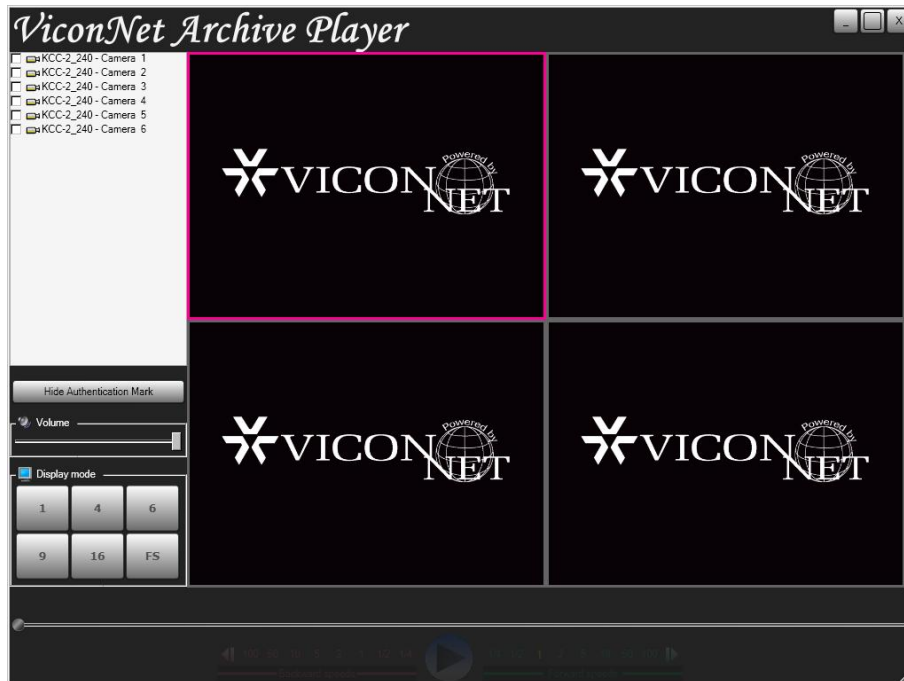 ViconNet Archive Player
_ X
KCC-2_240 - Camera 1
KCC-2_240 - Camera 2
KCC-2_240 - Camera 3
KCC-2_240 - Camera 4
KCC-2_240 - Camera 5
KCC-2_240 - Camera 6
Powered by
VICON NET
Powered by
VICON NET
Hide Authentication Mark
Volume
Display mode
1 4 6
9 16 FS
Powered by
VICON NET
Powered by
VICON NET